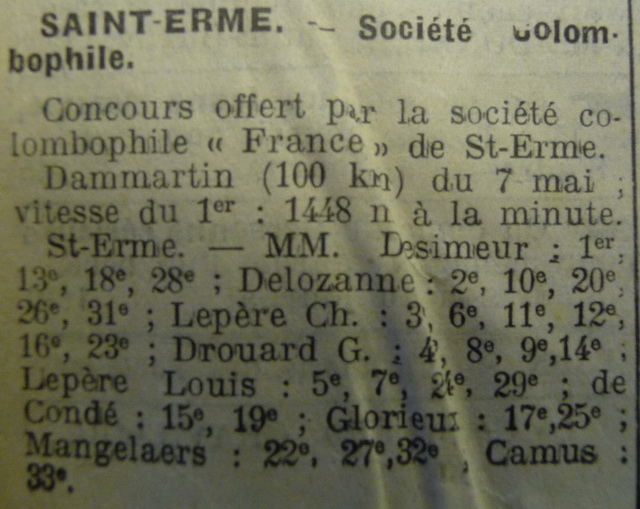 SAINT-ERME. — Société Colom-
bophile.
Concours offert par la société co-
lombophile « France » de St-Erme.
Dammartin (100 km) du 7 mai ;
vitesse du 1er : 1448 m à la minute.
St-Erme. — MM. Desimeur : 1er,
13e, 18e, 28e ; Delozanne : 2e, 10e, 20e,
26e, 31e ; Lepère Ch. : 3e, 6e, 11e, 12e,
16e, 23e ; Drouard G. : 4e, 8e, 9e,14e ;
Lepère Louis : 5e, 7e, 24e, 29e ; de
Condé : 15e, 19e ; Glorieux : 17e,25e ;
Mangelaers : 22e, 27e,32e ; Camus :
33e.